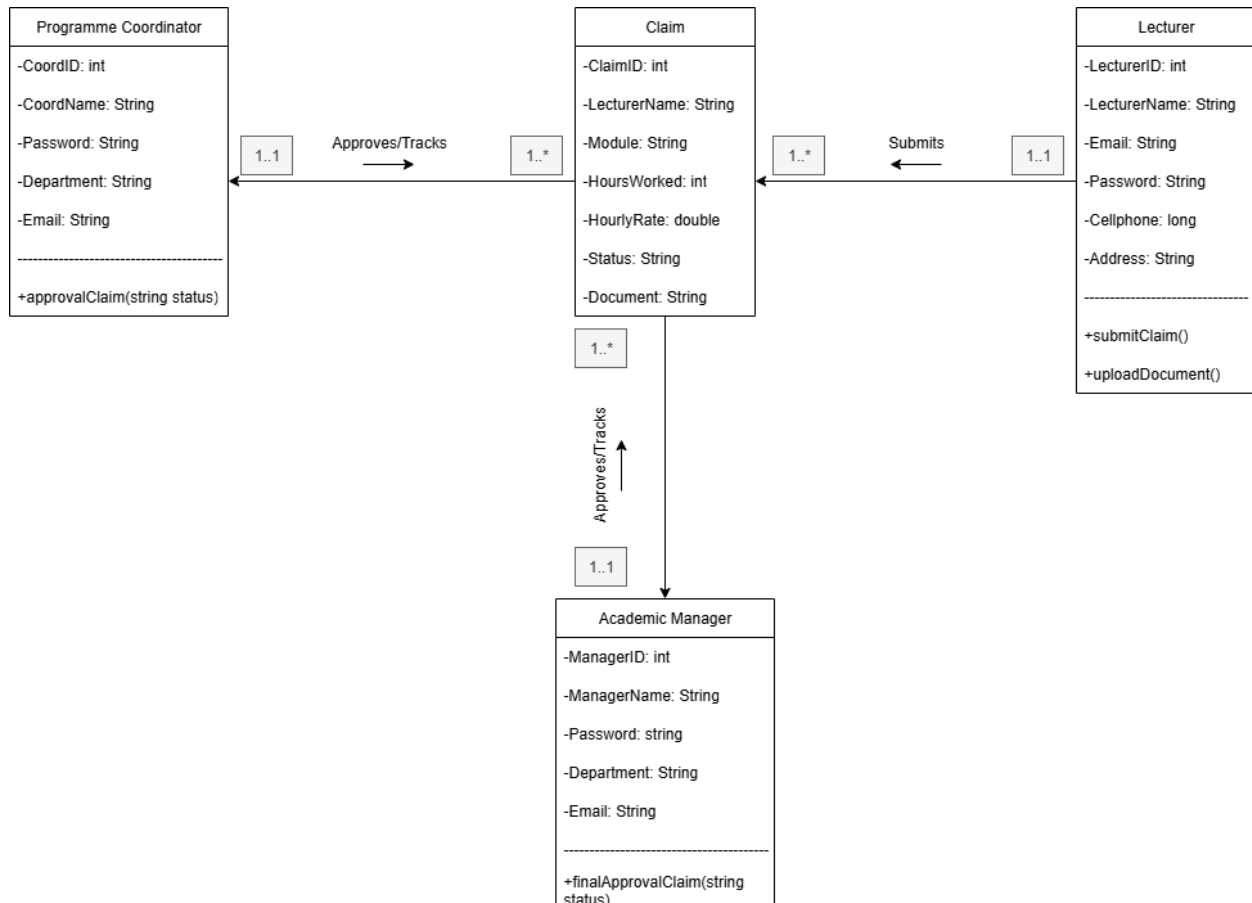 Programme Coordinator
-CoordID: int
-CoordName: String
-Password: String
-Department: String
-Email: String
----------------------------------------
+approvalClaim(string status)
1..1
Approves/Tracks
1..*
Claim
-ClaimID: int
-LecturerName: String
-Module: String
-HoursWorked: int
-HourlyRate: double
-Status: String
-Document: String
1..*
Submits
1..1
Lecturer
-LecturerID: int
-LecturerName: String
-Email: String
-Password: String
-Cellphone: long
-Address: String
--------------------------------
+submitClaim()
+uploadDocument()
1..*
Approves/Tracks
1..1
Academic Manager
-ManagerID: int
-ManagerName: String
-Password: string
-Department: String
-Email: String
----------------------------------------
+finalApprovalClaim(string
status)